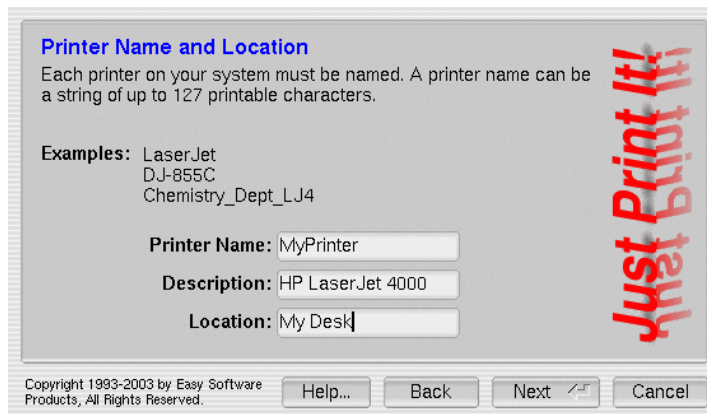 Printer Name and Location
Each printer on your system must be named. A printer name can be
a string of up to 127 printable characters.
Examples: LaserJet
DJ-855C
Chemistry_Dept_LJ4
Printer Name: MyPrinter
Description: HP LaserJet 4000
Location: My Desk
Just Print It!
Copyright 1993-2003 by Easy Software
Products, All Rights Reserved.
Help... Back Next Cancel